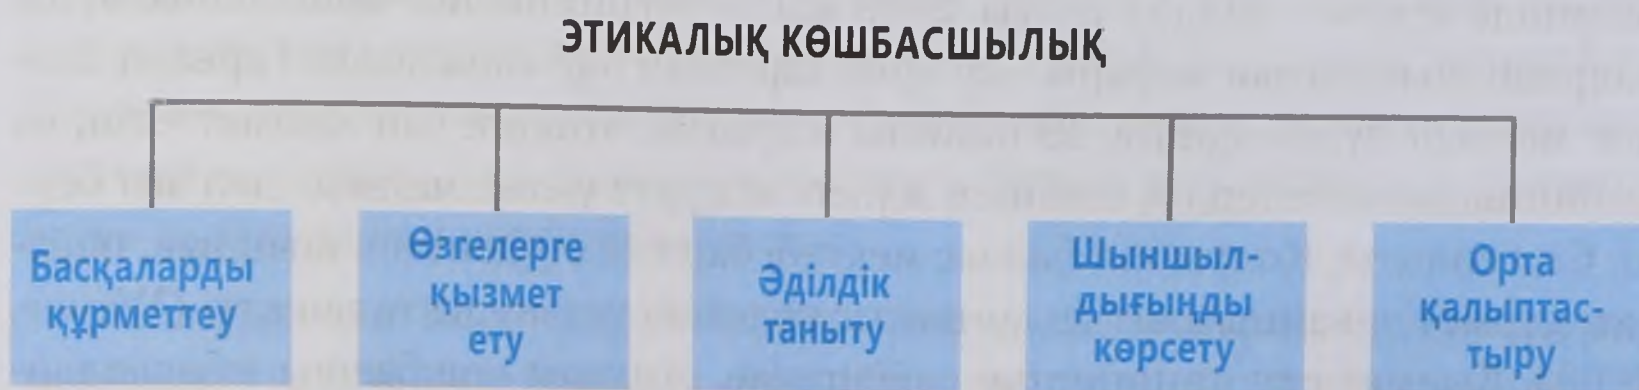 ЭТИКАЛЫҚ КӨШБАСШЫЛЫҚ
Басқаларды
құрметтеу
Өзгелерге
қызмет
ету
Әділдік
таныту
Шыншыл-
дығыңды
көрсету
Орта
қалыптас-
тыру